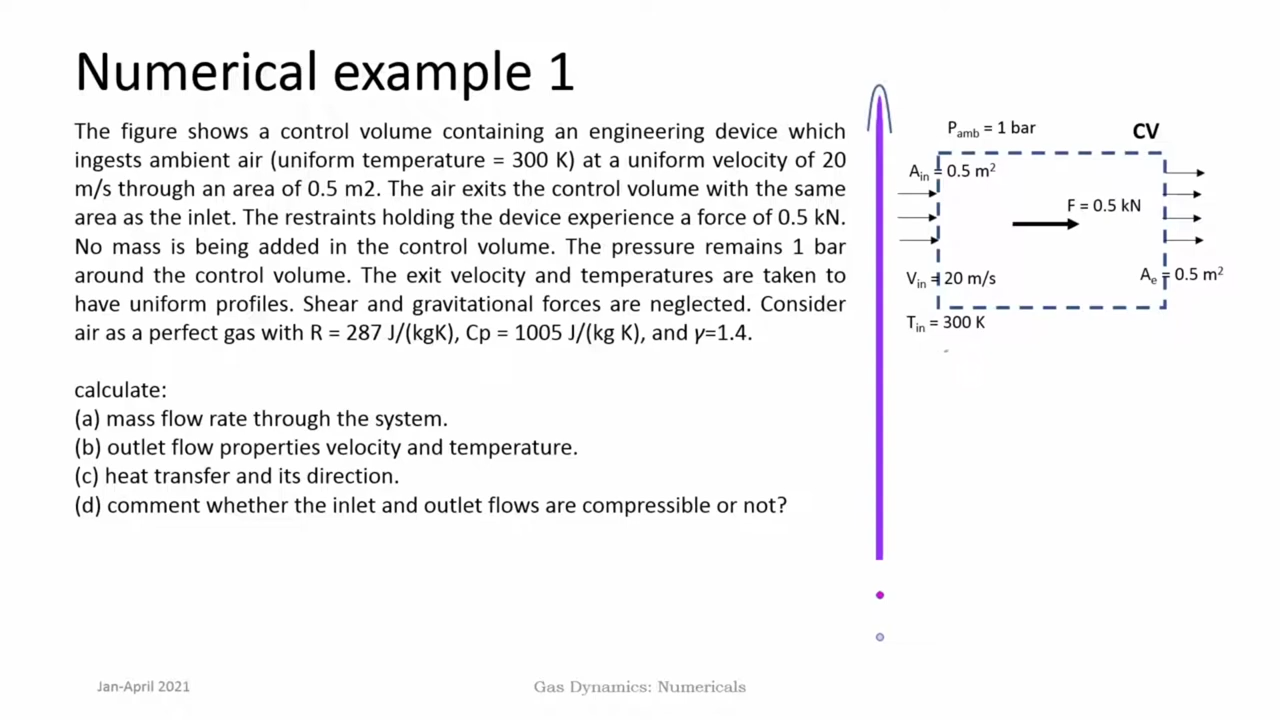 Numerical example 1
The figure shows a control volume containing an engineering device which
ingests ambient air (uniform temperature = 300 K) at a uniform velocity of 20
m/s through an area of 0.5 m2. The air exits the control volume with the same
area as the inlet. The restraints holding the device experience a force of 0.5 kN.
No mass is being added in the control volume. The pressure remains 1 bar
around the control volume. The exit velocity and temperatures are taken to
have uniform profiles. Shear and gravitational forces are neglected. Consider
air as a perfect gas with R = 287 J/(kgK), Cp = 1005 J/(kg K), and γ=1.4.
calculate:
(a) mass flow rate through the system.
(b) outlet flow properties velocity and temperature.
(c) heat transfer and its direction.
(d) comment whether the inlet and outlet flows are compressible or not?
P_amb = 1 bar
CV
A_in = 0.5 m²
F = 0.5 kN
V_in = 20 m/s
A_e = 0.5 m²
T_in = 300 K
Jan-April 2021
Gas Dynamics: Numericals